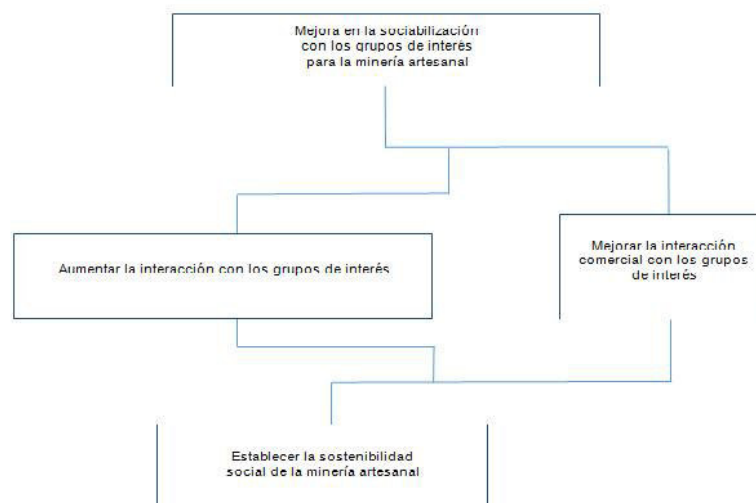 Mejora en la sociabilización
con los grupos de interés
para la minería artesanal
Aumentar la interacción con los grupos de interés
Mejorar la interacción
comercial con los grupos
de interés
Establecer la sostenibilidad
social de la minería artesanal